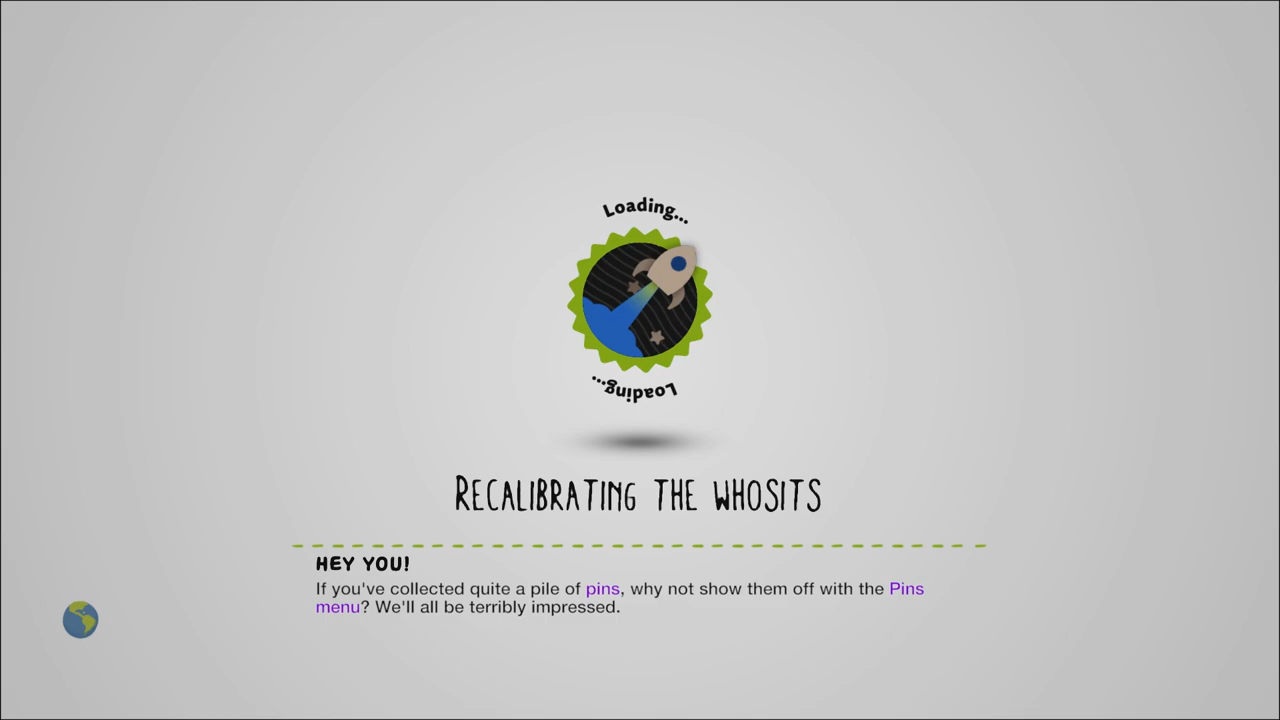 Loading...
Loading...
RECALIBRATING THE WHOSITS
HEY YOU!
If you've collected quite a pile of pins, why not show them off with the Pins
menu? We'll all be terribly impressed.